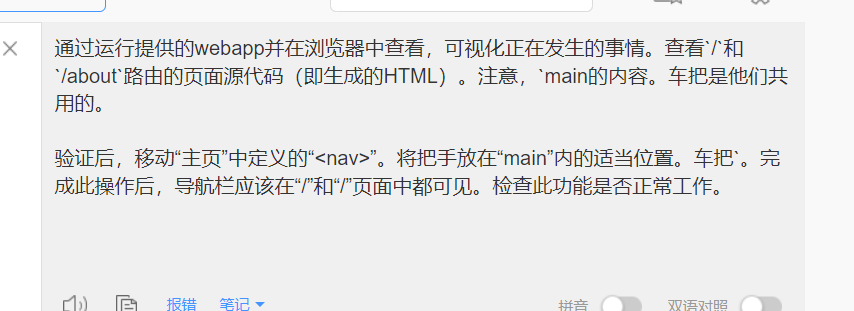 通过运行提供的webapp并在浏览器中查看，可视化正在发生的事情。查看`/`和
`/about`路由的页面源代码（即生成的HTML）。注意，`main的内容。车把是他们共
用的。
验证后，移动“主页”中定义的“<nav>”。将把手放在“main”内的适当位置。车把`。完
成此操作后，导航栏应该在“/”和“/”页面中都可见。检查此功能是否正常工作。
报错 笔记 拼音 双语对照